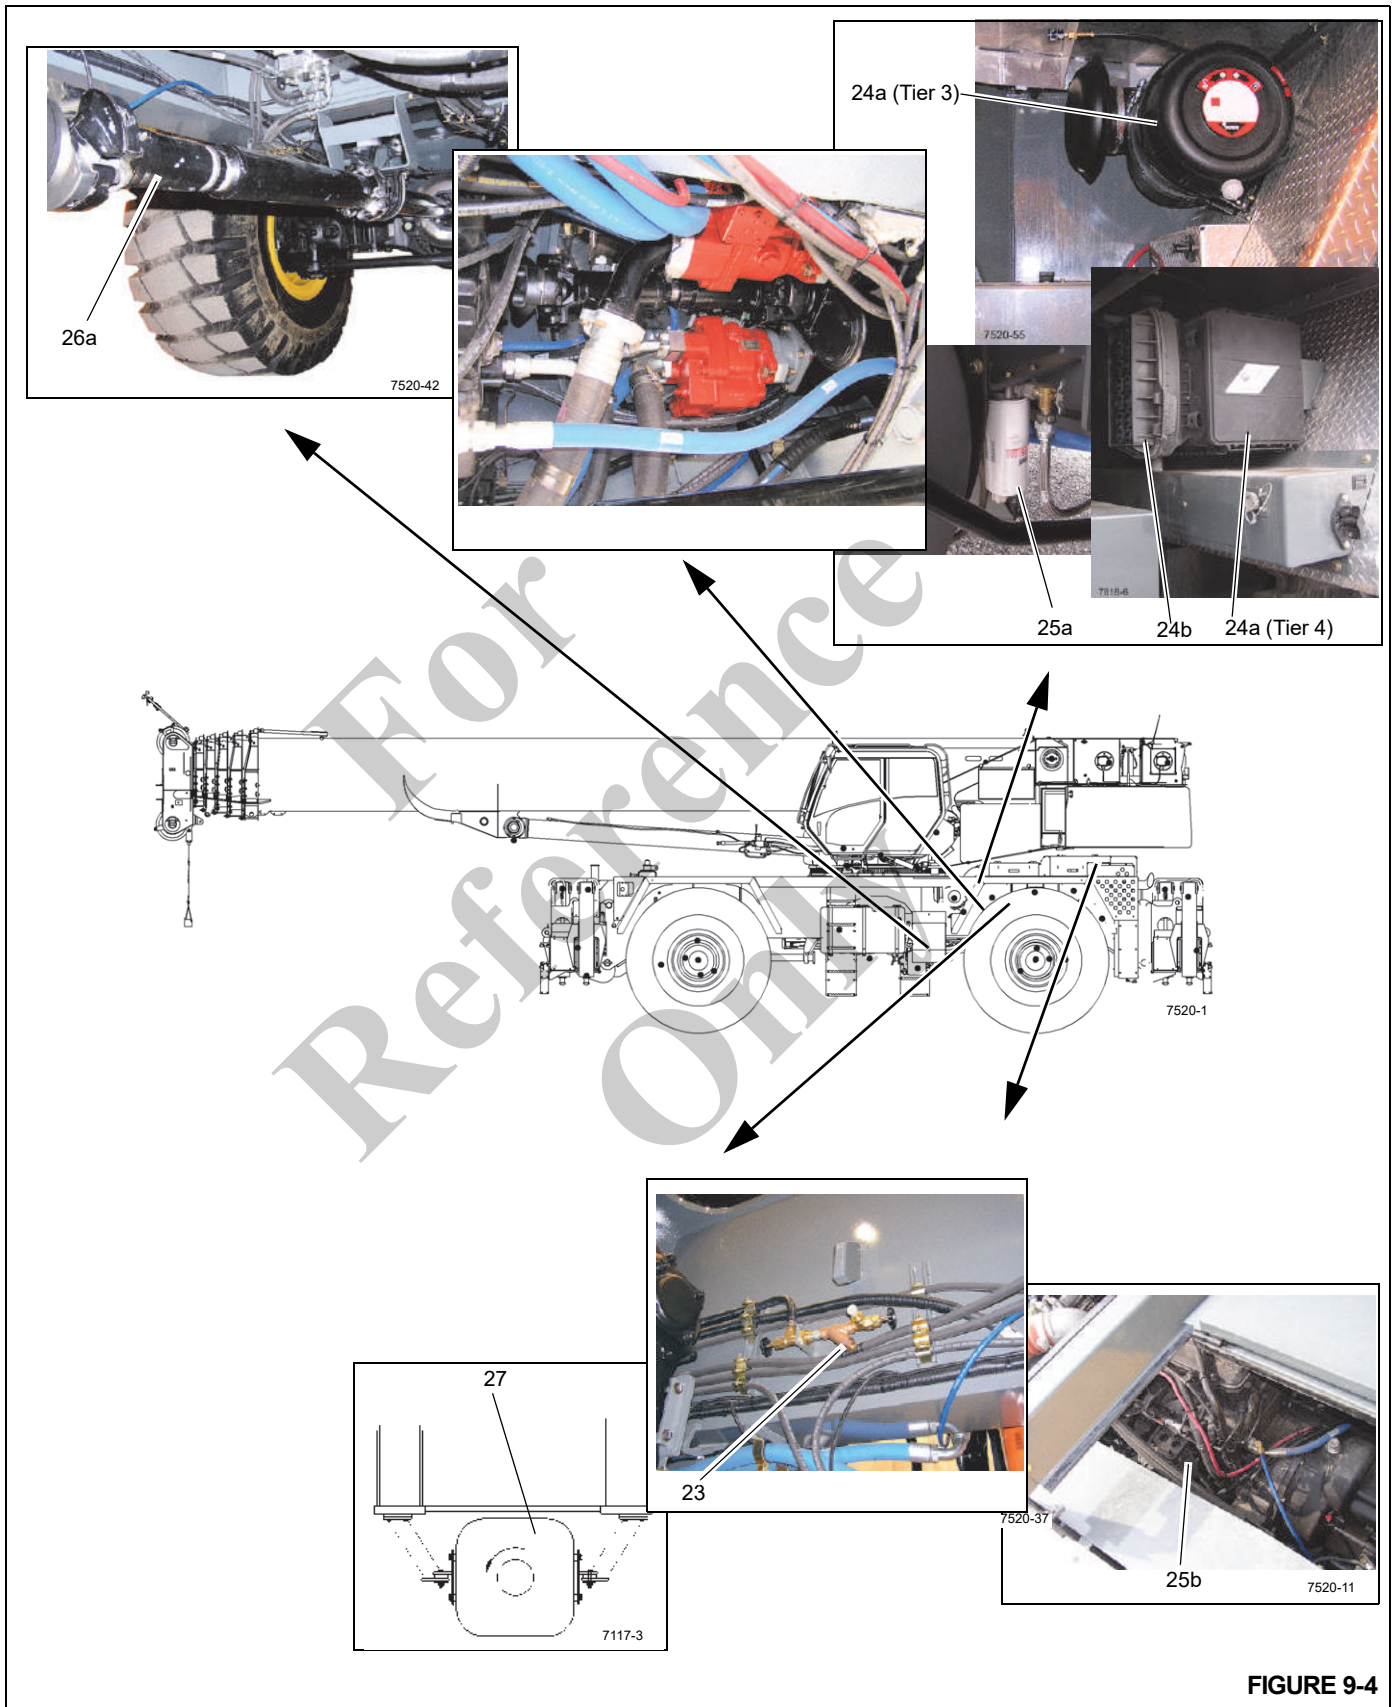 24a (Tier 3)
26a
7520-42
7520-55
7818-6
25a
24b
24a (Tier 4)
For
Reference
Only
7520-1
23
7520-37
27
7117-3
25b
7520-11
FIGURE 9-4